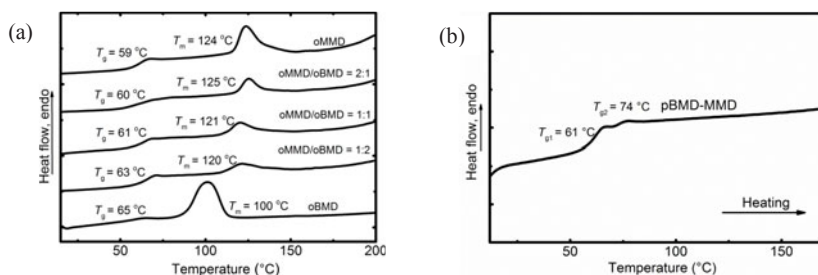 (a)
Heat flow, endo
Tg = 59 °C
Tm = 124 °C
oMMD
Tg = 60 °C
Tm = 125 °C
oMMD/oBMD = 2:1
Tg = 61 °C
Tm = 121 °C
oMMD/oBMD = 1:1
Tg = 63 °C
Tm = 120 °C
oMMD/oBMD = 1:2
Tg = 65 °C
Tm = 100 °C
oBMD
50 100 150 200
Temperature (°C)
(b)
Heat flow, endo
Tg1 = 61 °C
Tg2 = 74 °C
pBMD-MMD
Heating
50 100 150
Temperature (°C)